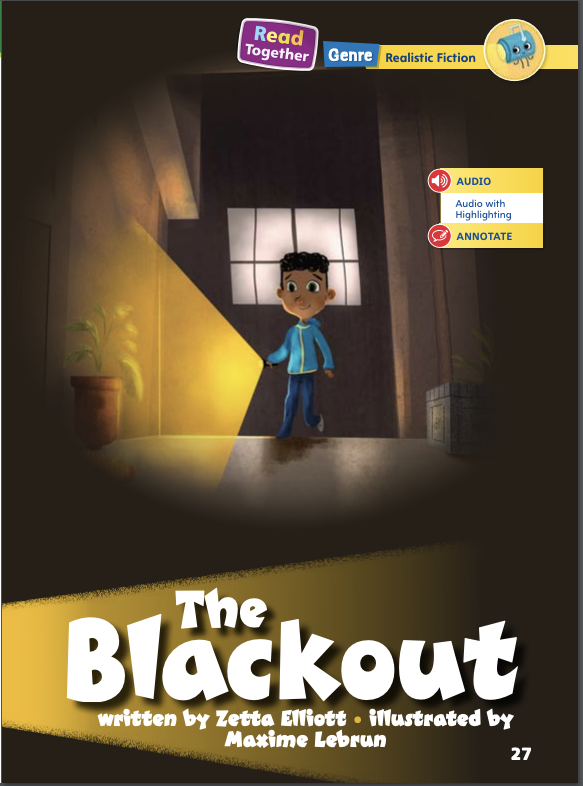 Read
Together
Genre
Realistic Fiction
AUDIO
Audio with
Highlighting
ANNOTATE
The
Blackout
written by Zetta Elliott • illustrated by
Maxime Lebrun
27